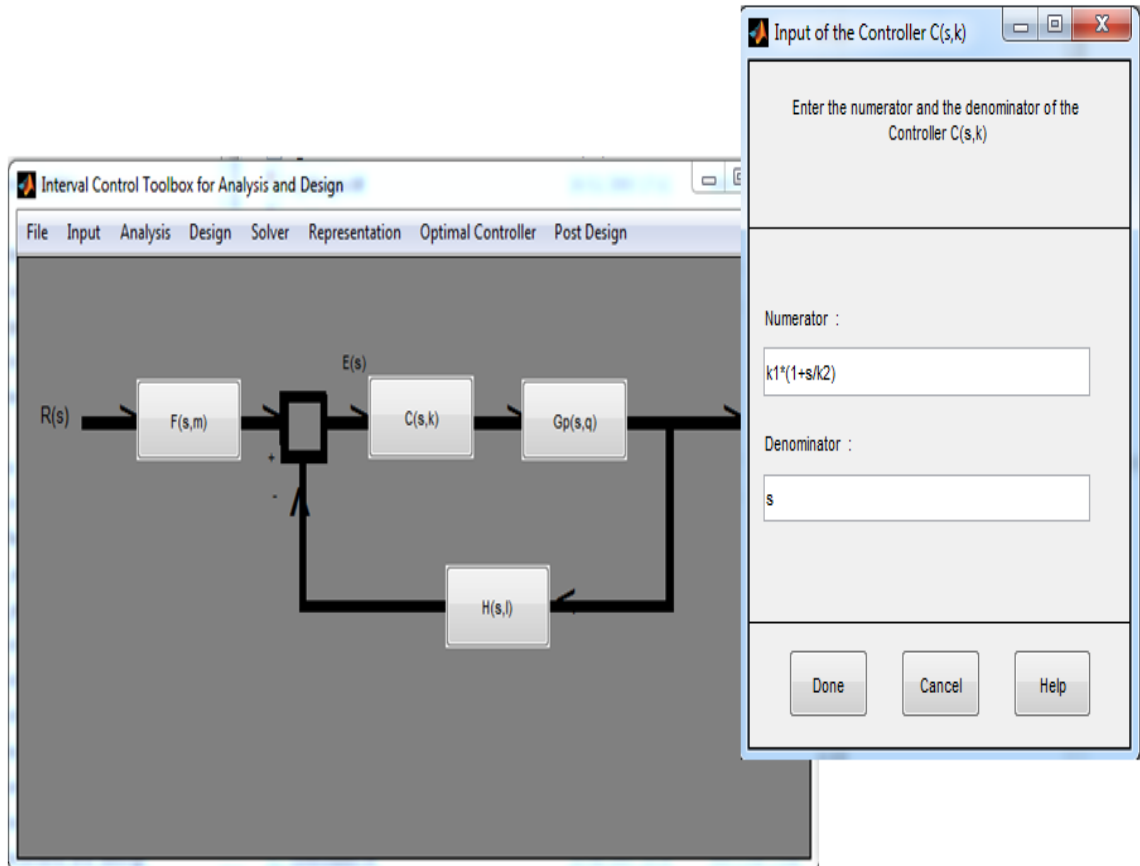 Input of the Controller C(s,k)
Enter the numerator and the denominator of the
Controller C(s,k)
Numerator :
k1*(1+s/k2)
Denominator :
s
Done Cancel Help
Interval Control Toolbox for Analysis and Design
File Input Analysis Design Solver Representation Optimal Controller Post Design
E(s)
R(s) F(s,m) C(s,k) Gp(s,q)
+
-
H(s,l)